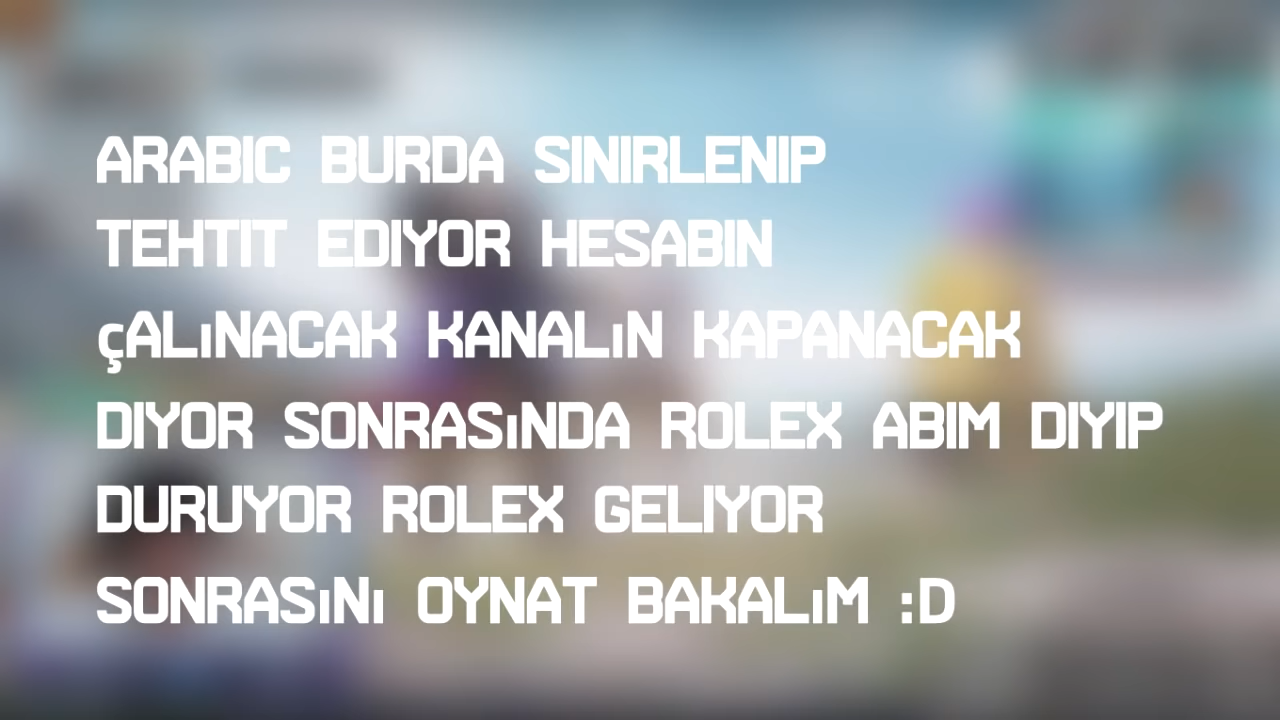 ARABIC BURDA SINIRLENIP
TEHTIT EDIYOR HESABIN
çALıNACAK KANALıN KAPANACAK
DIYOR SONRASıNDA ROLEX ABIM DIYIP
DURUYOR ROLEX GELIYOR
SONRASıNı OYNAT BAKALıM :D